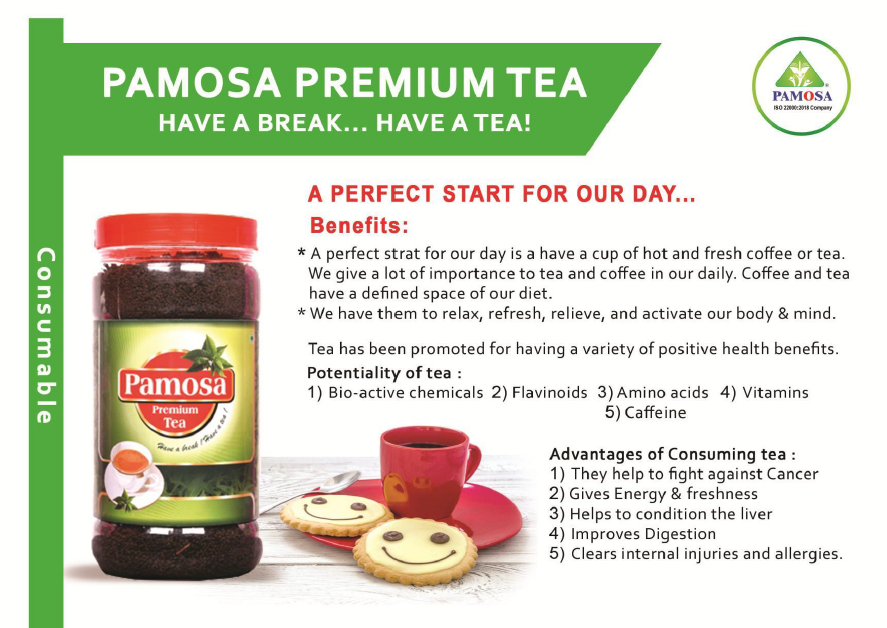 PAMOSA PREMIUM TEA
HAVE A BREAK... HAVE A TEA!
PAMOSA
ISO 22000:2018 Company
Consumable
A PERFECT START FOR OUR DAY...
Benefits:
* A perfect strat for our day is a have a cup of hot and fresh coffee or tea.
We give a lot of importance to tea and coffee in our daily. Coffee and tea
have a defined space of our diet.
* We have them to relax, refresh, relieve, and activate our body & mind.
Tea has been promoted for having a variety of positive health benefits.
Potentiality of tea :
1) Bio-active chemicals 2) Flavinoids 3) Amino acids 4) Vitamins
5) Caffeine
Pamosa
Premium
Tea
Have a break! (Have a tea!
Advantages of Consuming tea :
1) They help to fight against Cancer
2) Gives Energy & freshness
3) Helps to condition the liver
4) Improves Digestion
5) Clears internal injuries and allergies.